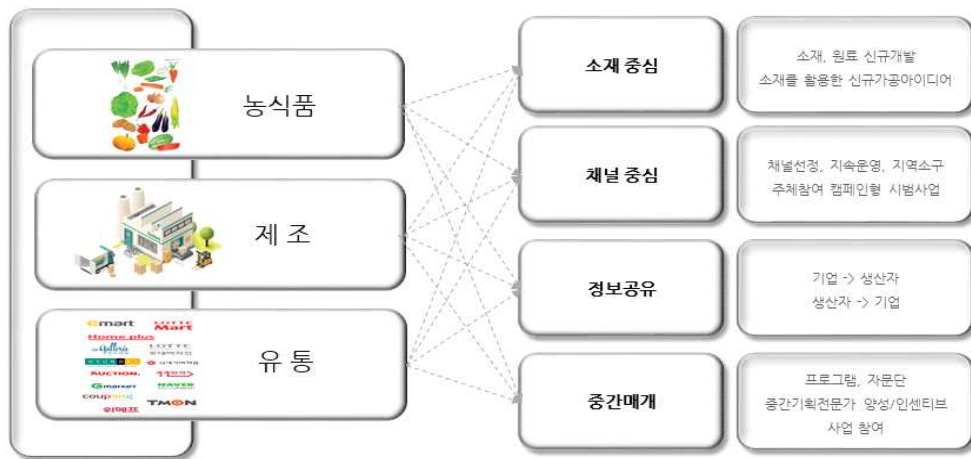 농식품
제 조
유 통
emart
LOTTE Mart
Home plus
Galleria
LOTTE
AUCTION.
11번가
Gmarket
NAVER
coupang
TMON
위메프
소재 중심
소재, 원료 신규개발
소재를 활용한 신규가공아이디어
채널 중심
채널선정, 지속운영, 지역소구
주체참여 캠페인형 시범사업
정보공유
기업 -> 생산자
생산자 -> 기업
중간매개
프로그램, 자문단
중간기획전문가 양성/인센티브
사업 참여